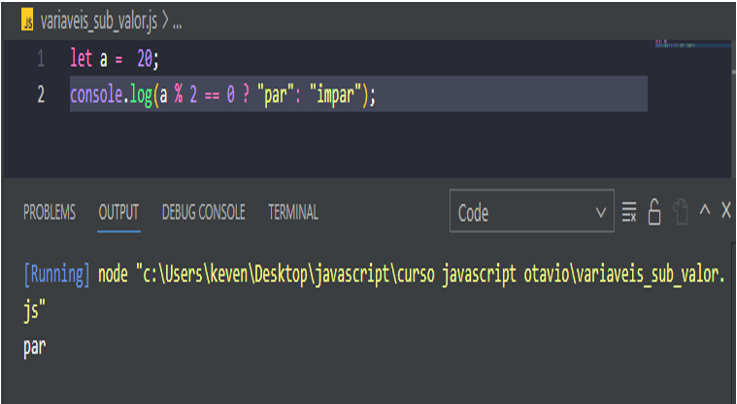 JS variaveis_sub_valor.js > ...
1 let a =  20;
2 console.log(a % 2 == 0 ? "par": "impar");
PROBLEMS OUTPUT DEBUG CONSOLE TERMINAL Code
[Running] node "c:\Users\keven\Desktop\javascript\curso javascript otavio\variaveis_sub_valor.
js"
par